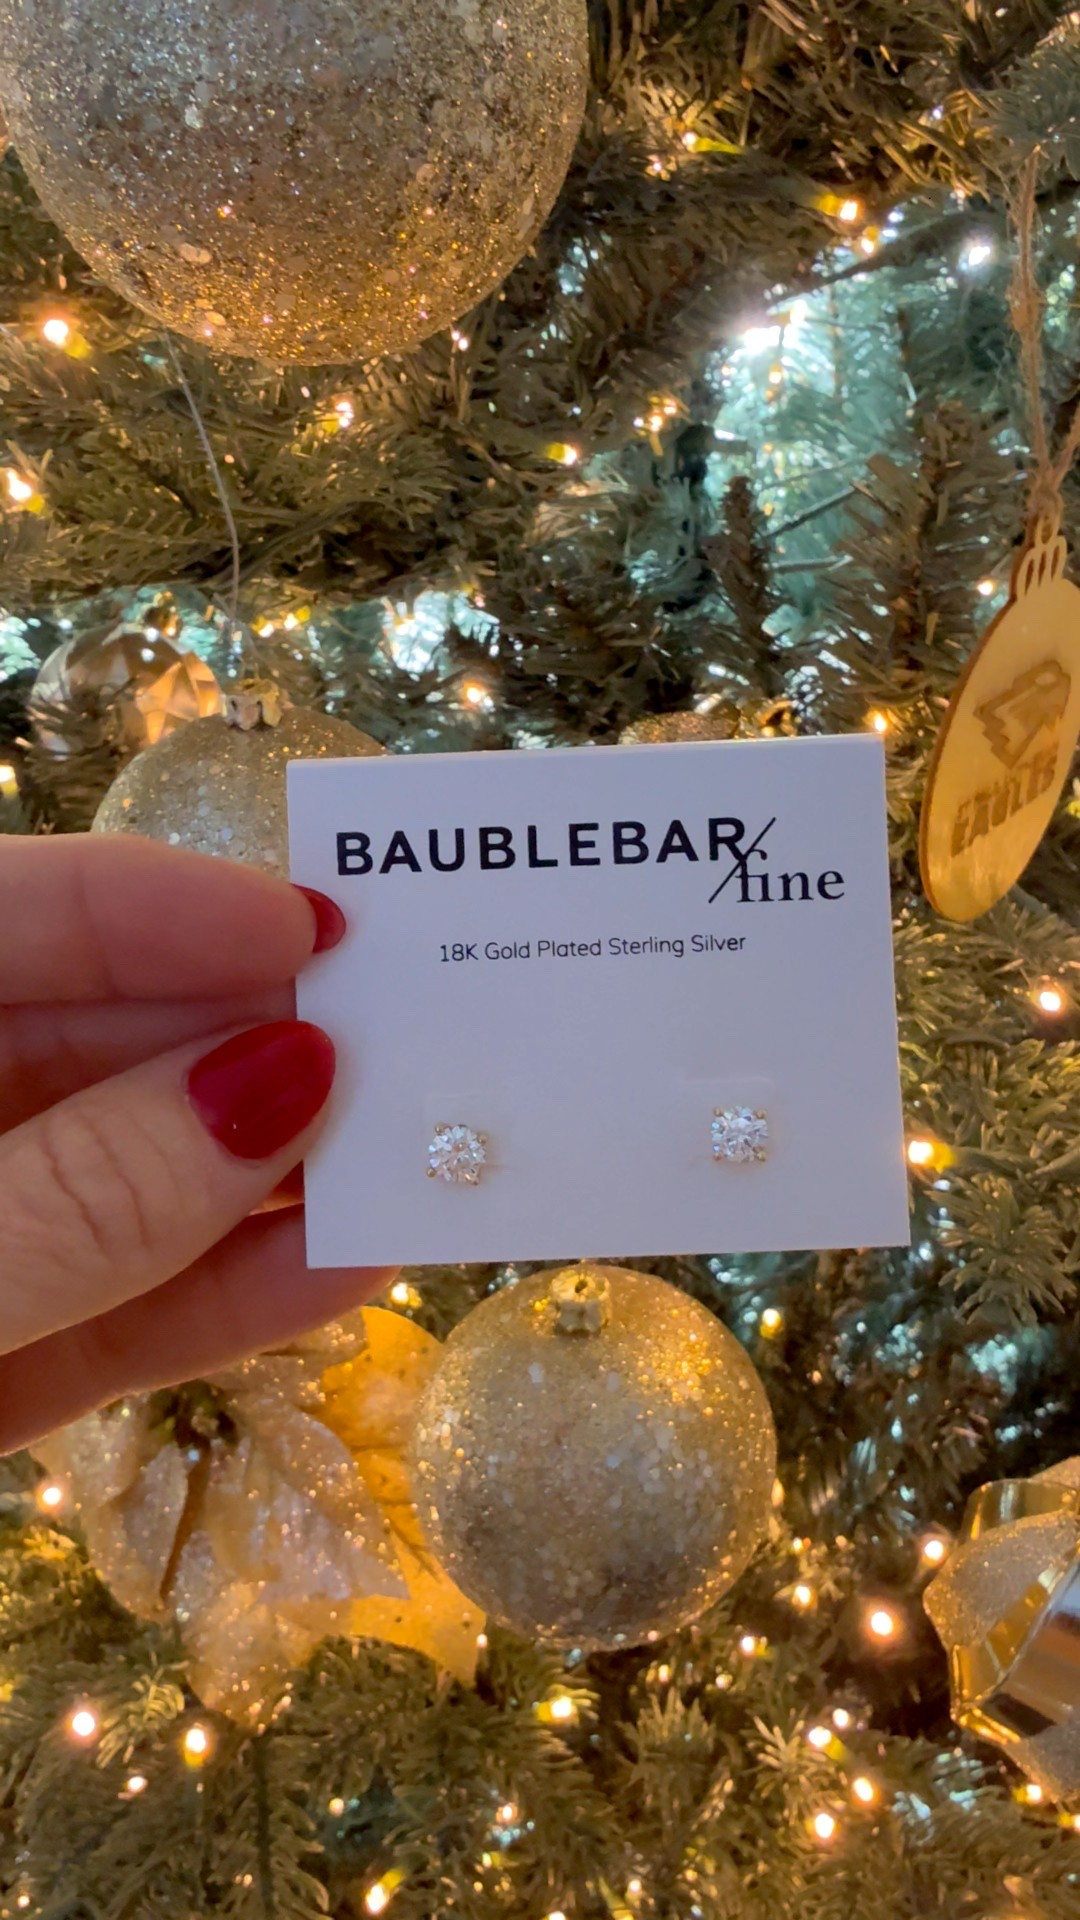 BAUBLEBAR
fine
18K Gold Plated Sterling Silver